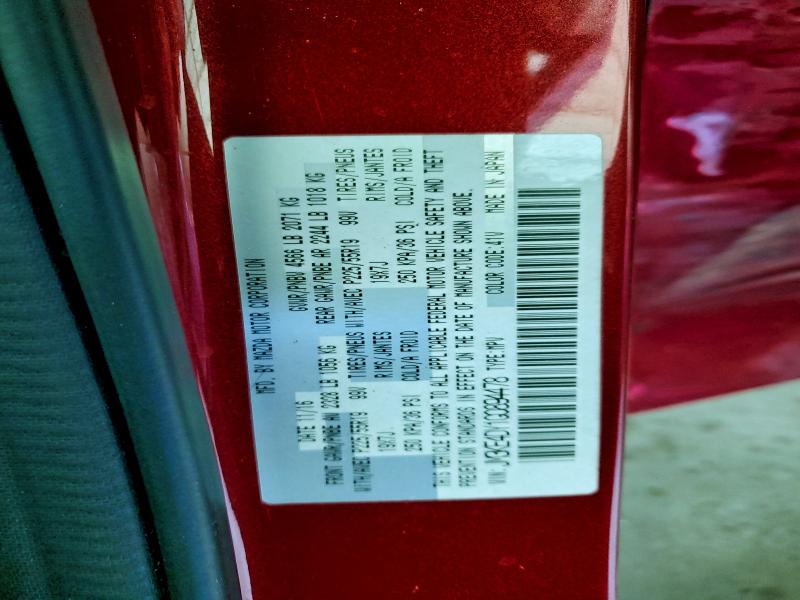 MFD. BY MAZDA MOTOR CORPORATION
DATE 11/16 GVWR/PNBV 4566 LB 2071 KG
FRONT GAWR/PNBE AV 2328 LB 1056 KG REAR GAWR/PNBE AR 2244 LB 1018 KG
WITH/AVEC P225/55R19 99V TIRES/PNEUS WITH/AVEC P225/55R19 99V TIRES/PNEUS
19X7J RIMS/JANTES 19X7J RIMS/JANTES
250 KPA/36 PSI COLD/A FROID 250 KPA/36 PSI COLD/A FROID
THIS VEHICLE CONFORMS TO ALL APPLICABLE FEDERAL MOTOR VEHICLE SAFETY AND THEFT
PREVENTION STANDARDS IN EFFECT ON THE DATE OF MANUFACTURE SHOWN ABOVE.
VIN: TYPE:MPV COLOR CODE:41V MADE IN JAPAN